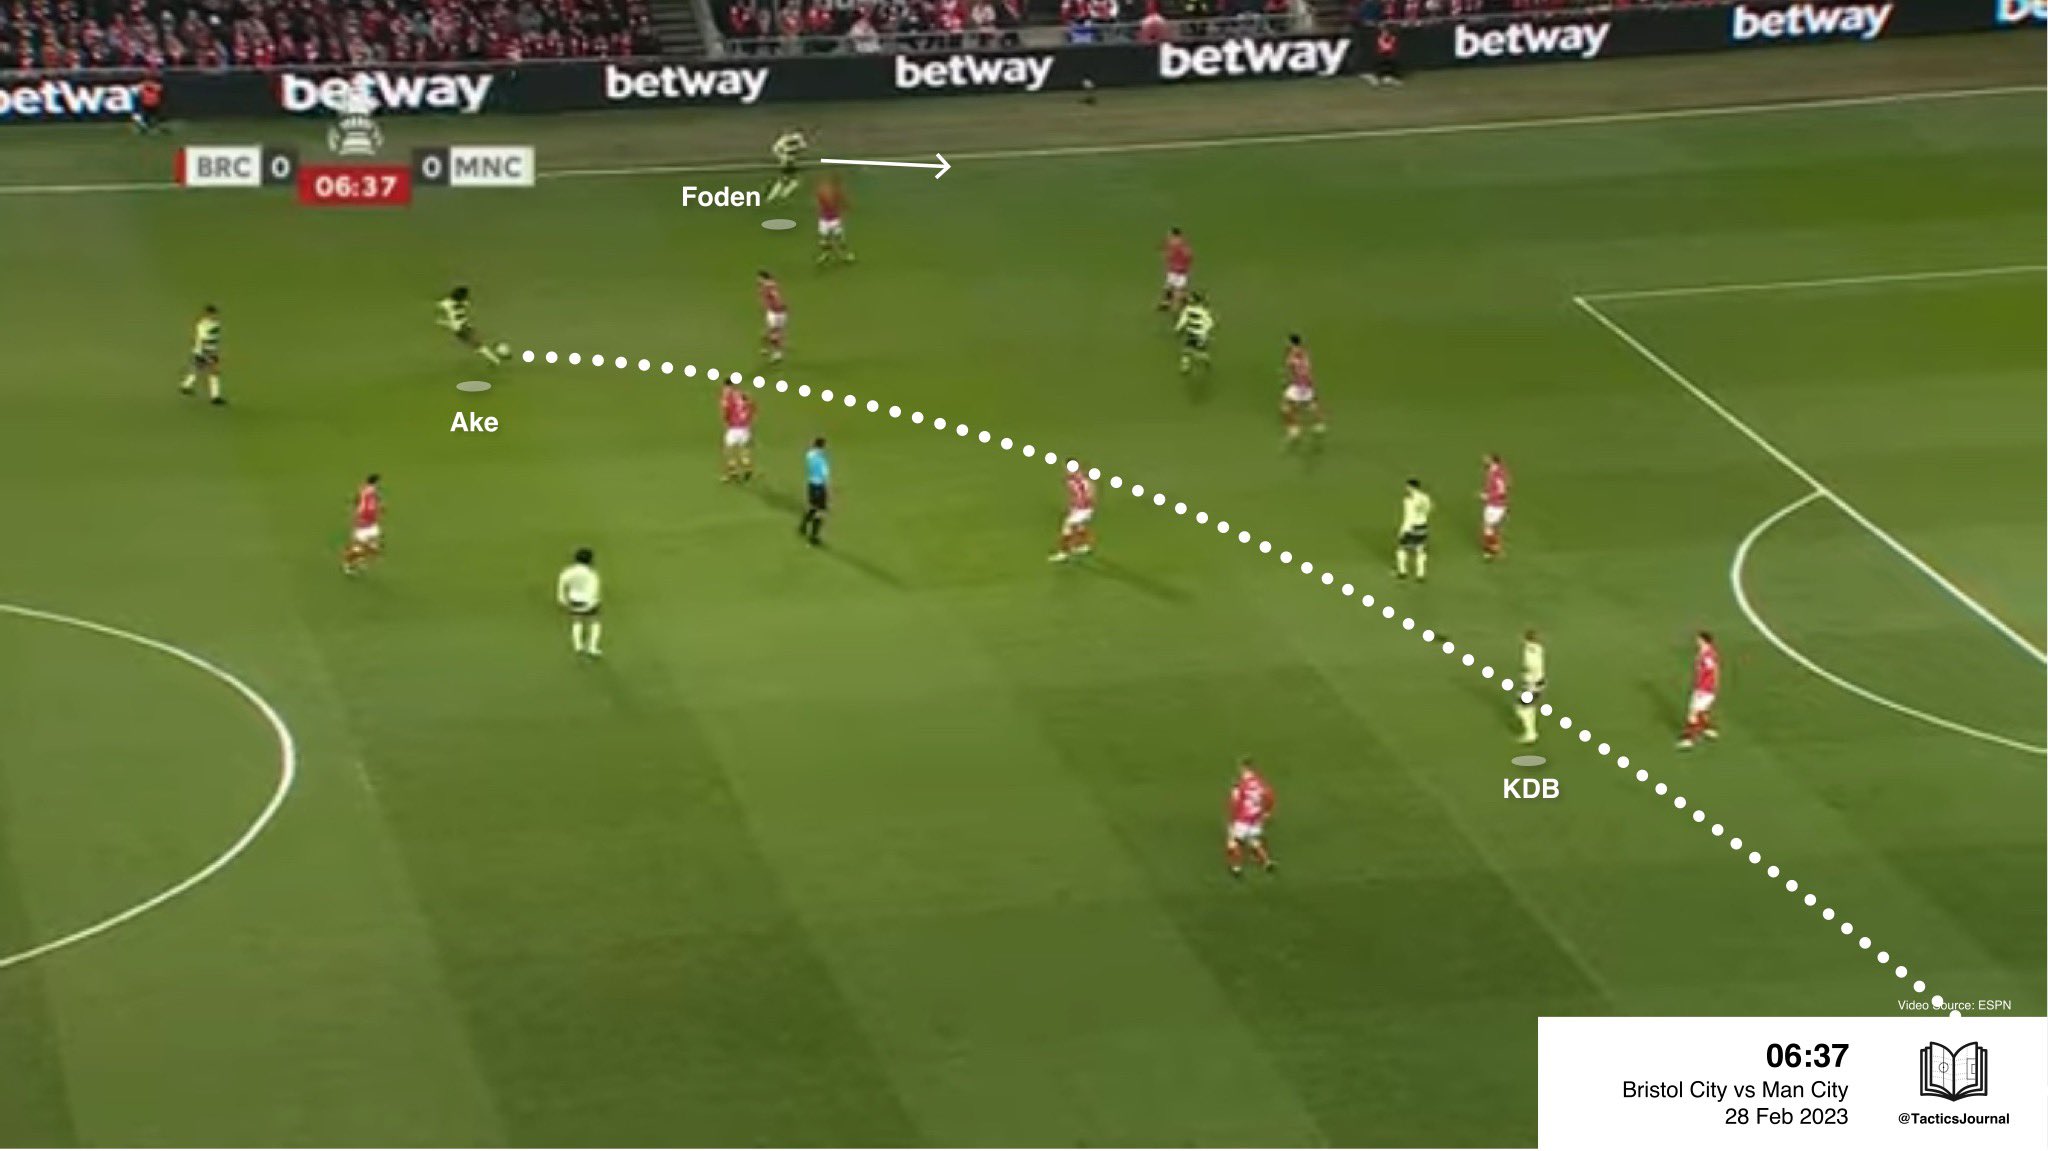 betway betway betway betway betway betway betway
BRC 0 06:37 0 MNC
Foden
Ake
KDB
Video Source: ESPN
06:37
Bristol City vs Man City
28 Feb 2023
@TacticsJournal